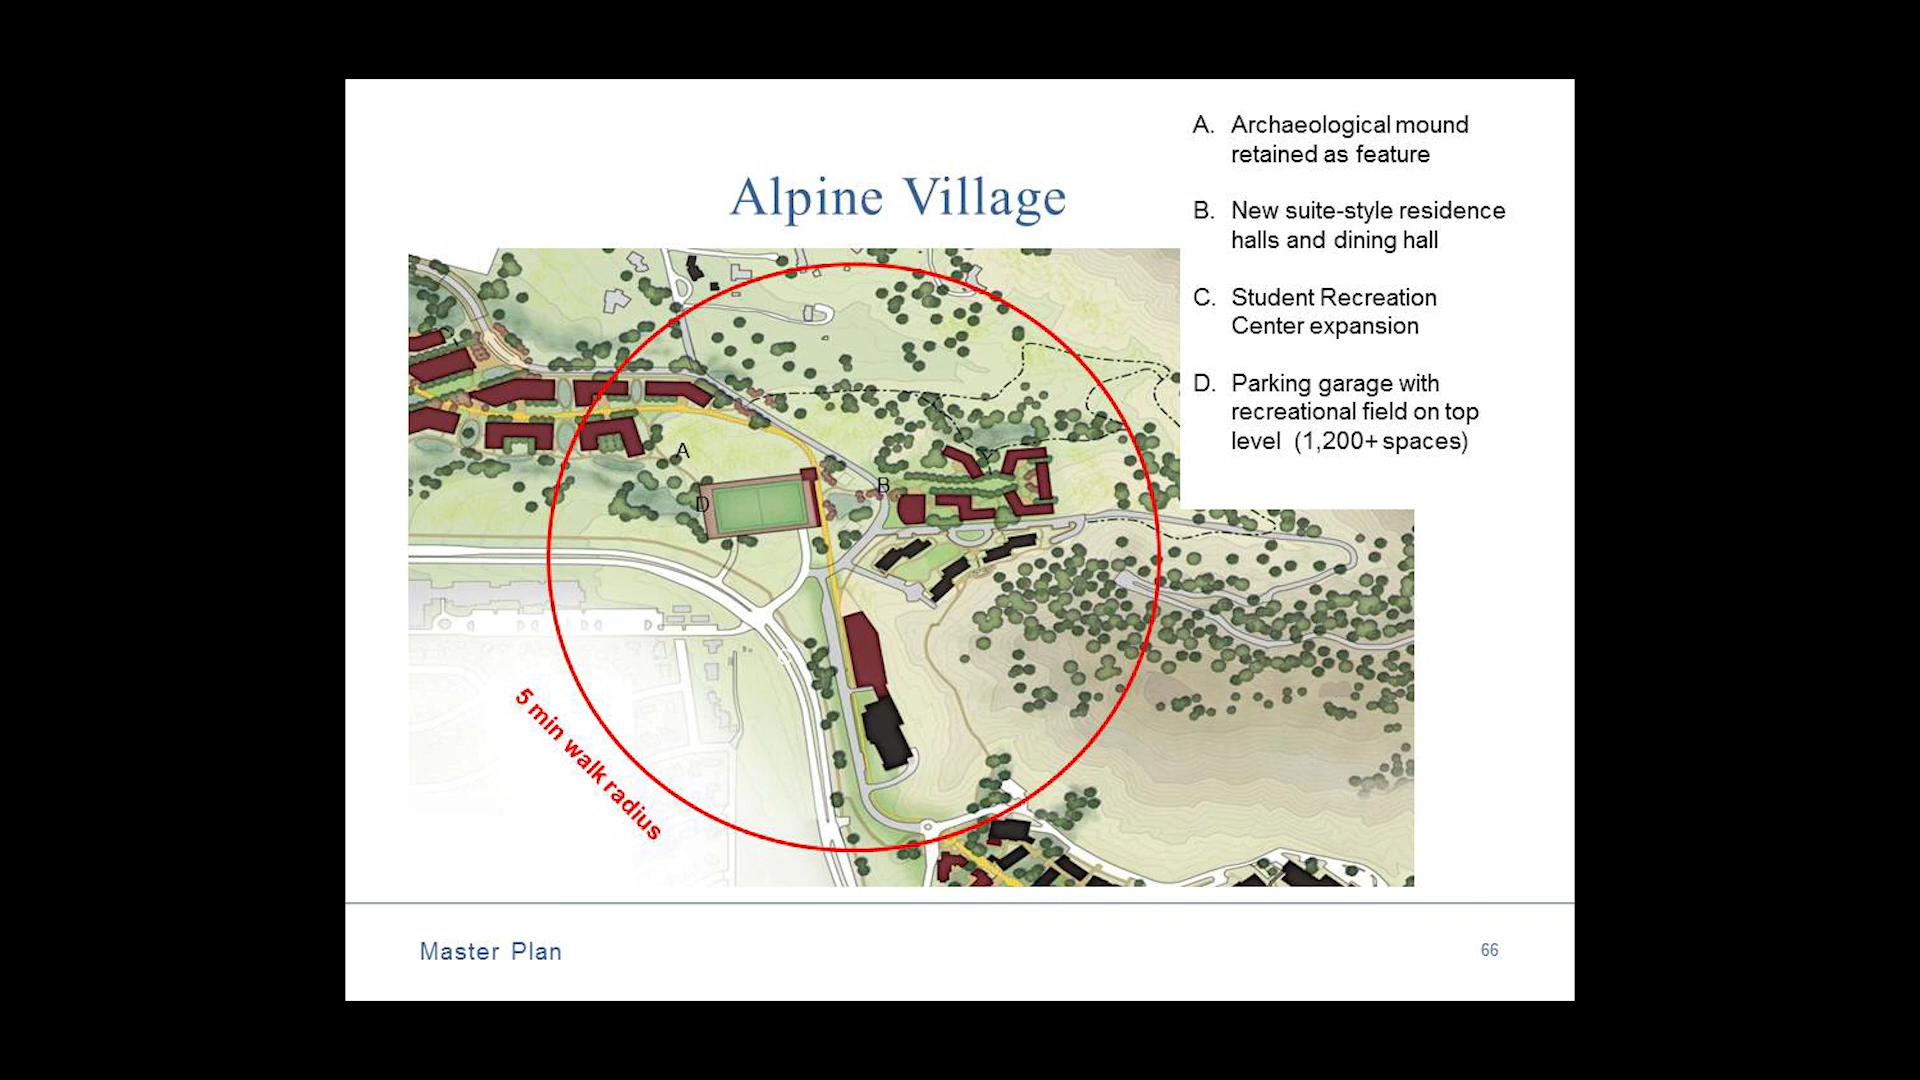 Alpine Village
A. Archaeological mound
retained as feature
B. New suite-style residence
halls and dining hall
C. Student Recreation
Center expansion
D. Parking garage with
recreational field on top
level (1,200+ spaces)
A
B
D
C
5 min walk radius
Master Plan
66